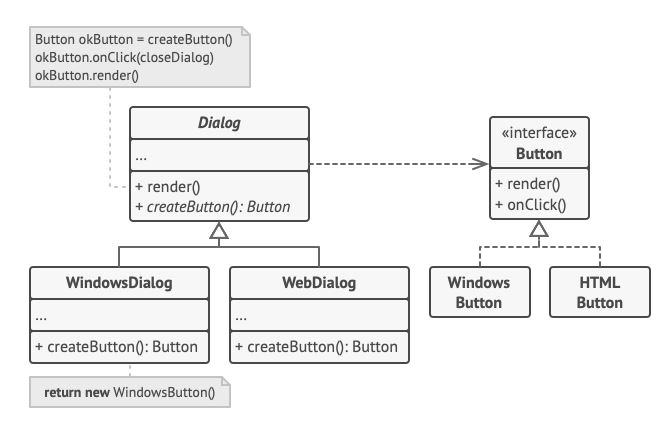 Button okButton = createButton()
okButton.onClick(closeDialog)
okButton.render()
Dialog
...
+ render()
+ createButton(): Button
«interface»
Button
+ render()
+ onClick()
WindowsDialog
...
+ createButton(): Button
WebDialog
...
+ createButton(): Button
Windows
Button
HTML
Button
return new WindowsButton()